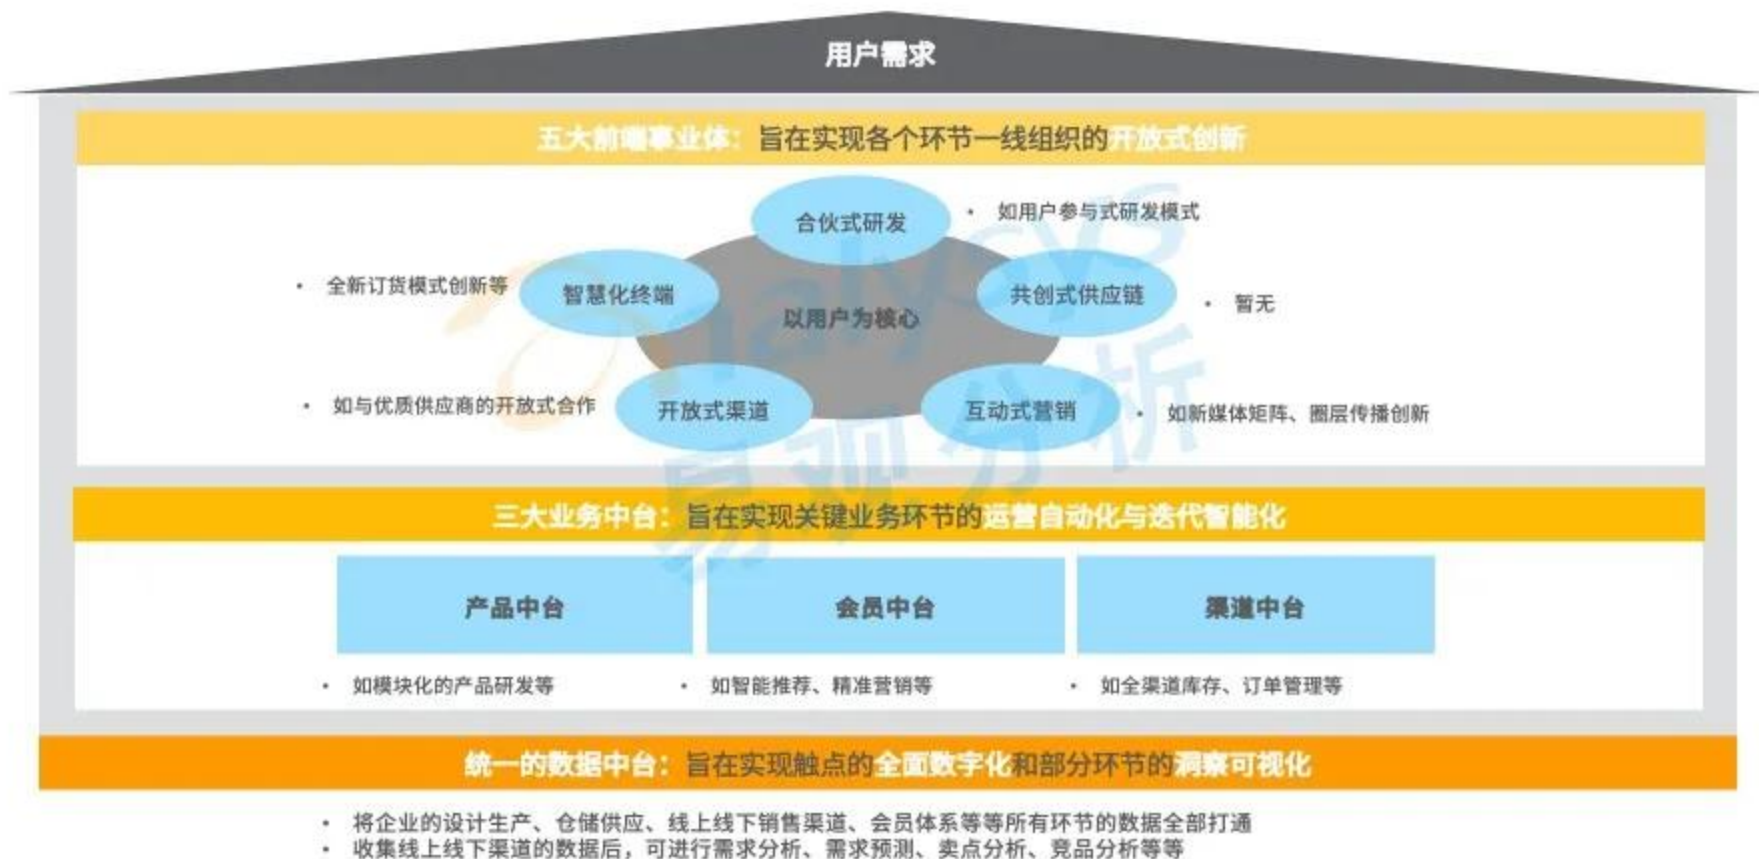 用户需求
五大前端事业体：旨在实现各个环节一线组织的开放式创新
合伙式研发
• 如用户参与式研发模式
• 全新订货模式创新等
智慧化终端
共创式供应链
• 暂无
以用户为核心
• 如与优质供应商的开放式合作
开放式渠道
互动式营销
• 如新媒体矩阵、圈层传播创新
analysys
易观分析
三大业务中台：旨在实现关键业务环节的运营自动化与迭代智能化
产品中台
会员中台
渠道中台
• 如模块化的产品研发等
• 如智能推荐、精准营销等
• 如全渠道库存、订单管理等
统一的数据中台：旨在实现触点的全面数字化和部分环节的洞察可视化
• 将企业的设计生产、仓储供应、线上线下销售渠道、会员体系等等所有环节的数据全部打通
• 收集线上线下渠道的数据后，可进行需求分析、需求预测、卖点分析、竞品分析等等